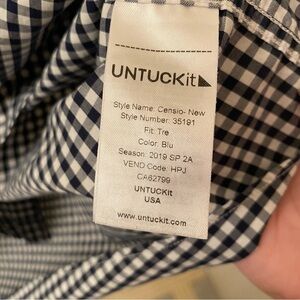 UNTUCKit
Style Name: Censio- New
Style Number: 35191
Fit: Tre
Color: Blu
Season: 2019 SP 2A
VEND Code: HPJ
CA62799
UNTUCKit
USA
www.untuckit.com